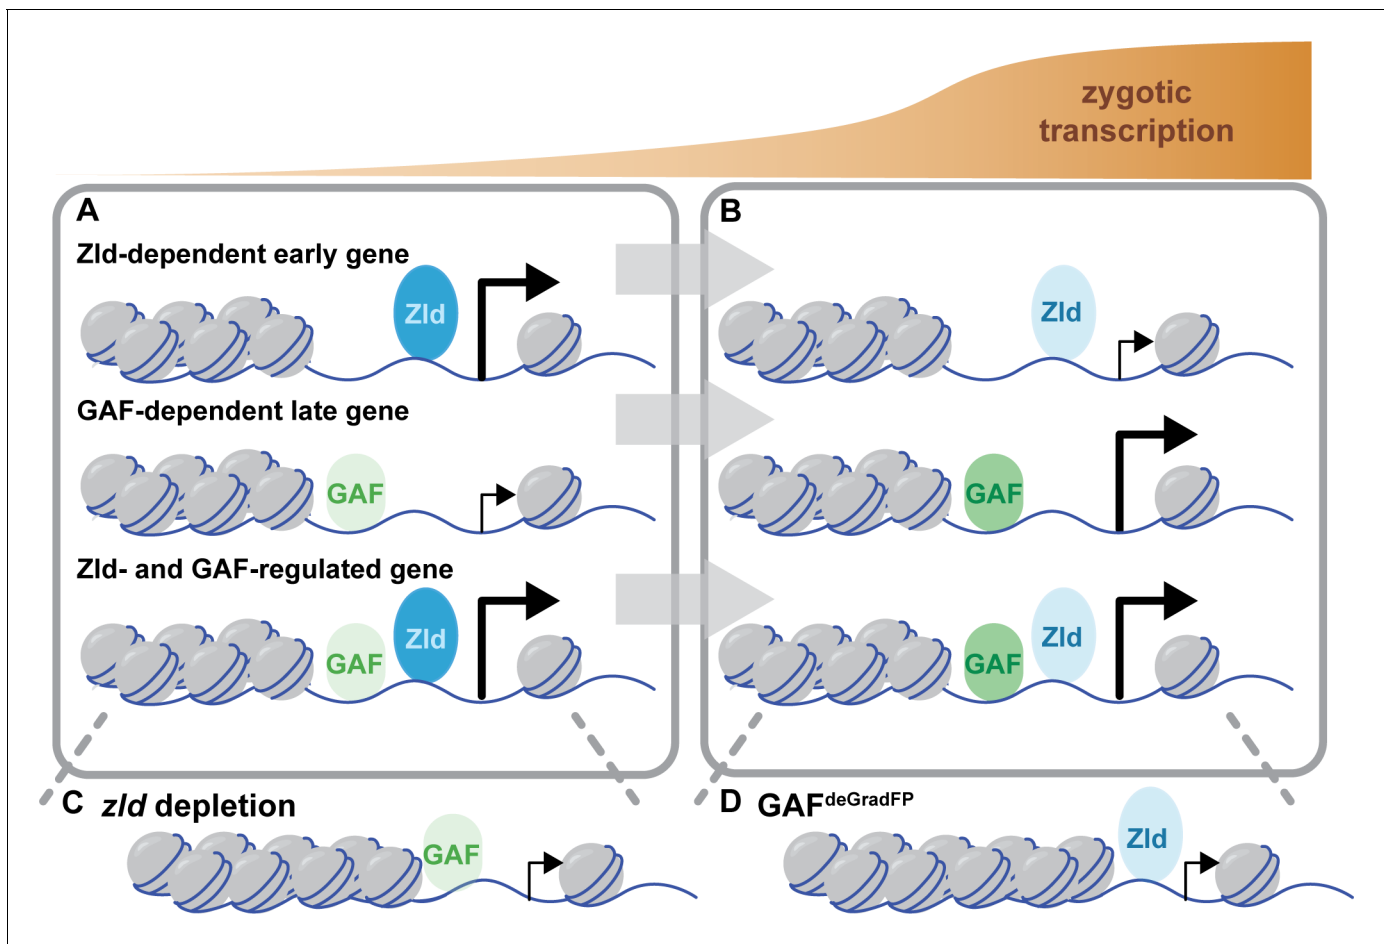 zygotic
transcription
A
Zld-dependent early gene
Zld
GAF-dependent late gene
GAF
Zld- and GAF-regulated gene
GAF
Zld
B
Zld
GAF
GAF
Zld
C zld depletion
GAF
D GAFdeGradFP
Zld